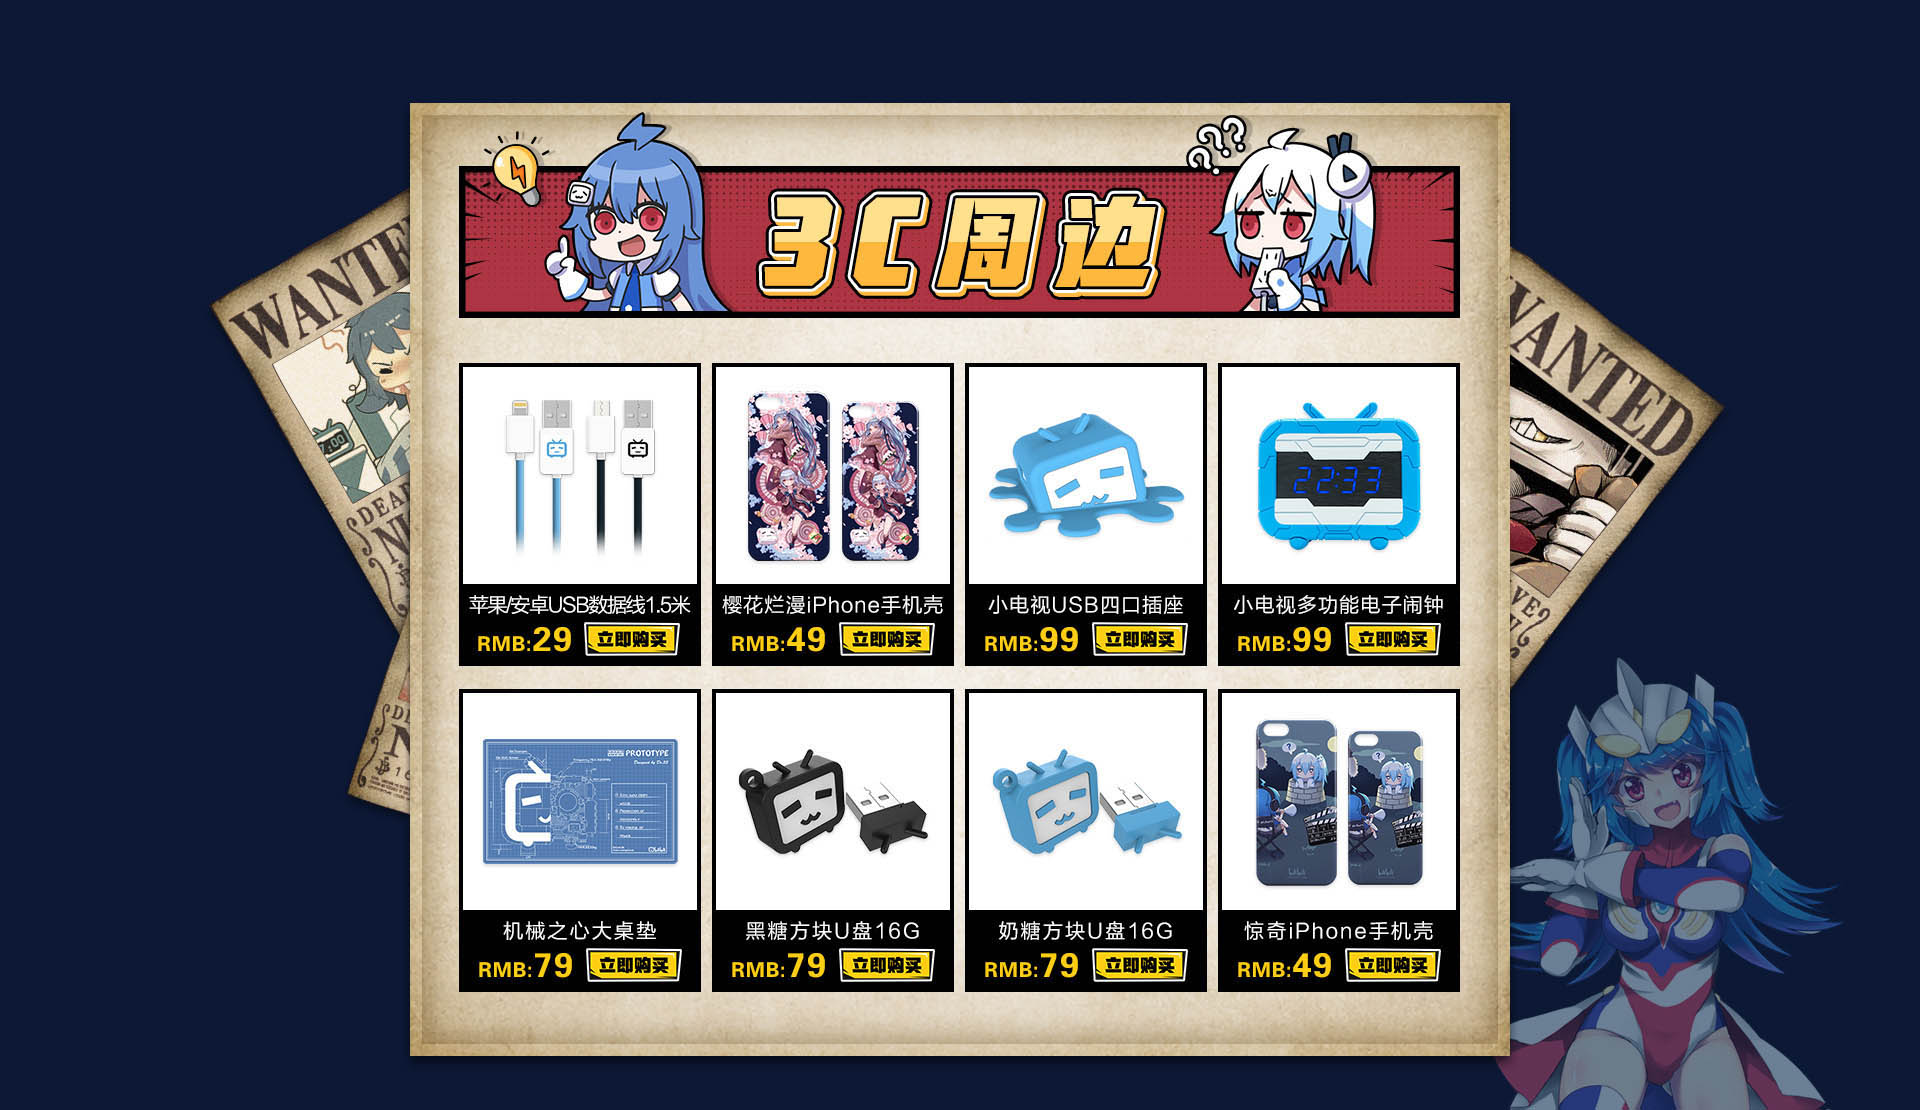 3C周边
WANTED
WANTED
DEAD
7:00
VE?
22:33
苹果/安卓USB数据线1.5米
RMB:29 立即购买
樱花烂漫iPhone手机壳
RMB:49 立即购买
小电视USB四口插座
RMB:99 立即购买
小电视多功能电子闹钟
RMB:99 立即购买
PROTOTYPE
机械之心大桌垫
RMB:79 立即购买
黑糖方块U盘16G
RMB:79 立即购买
奶糖方块U盘16G
RMB:79 立即购买
惊奇iPhone手机壳
RMB:49 立即购买